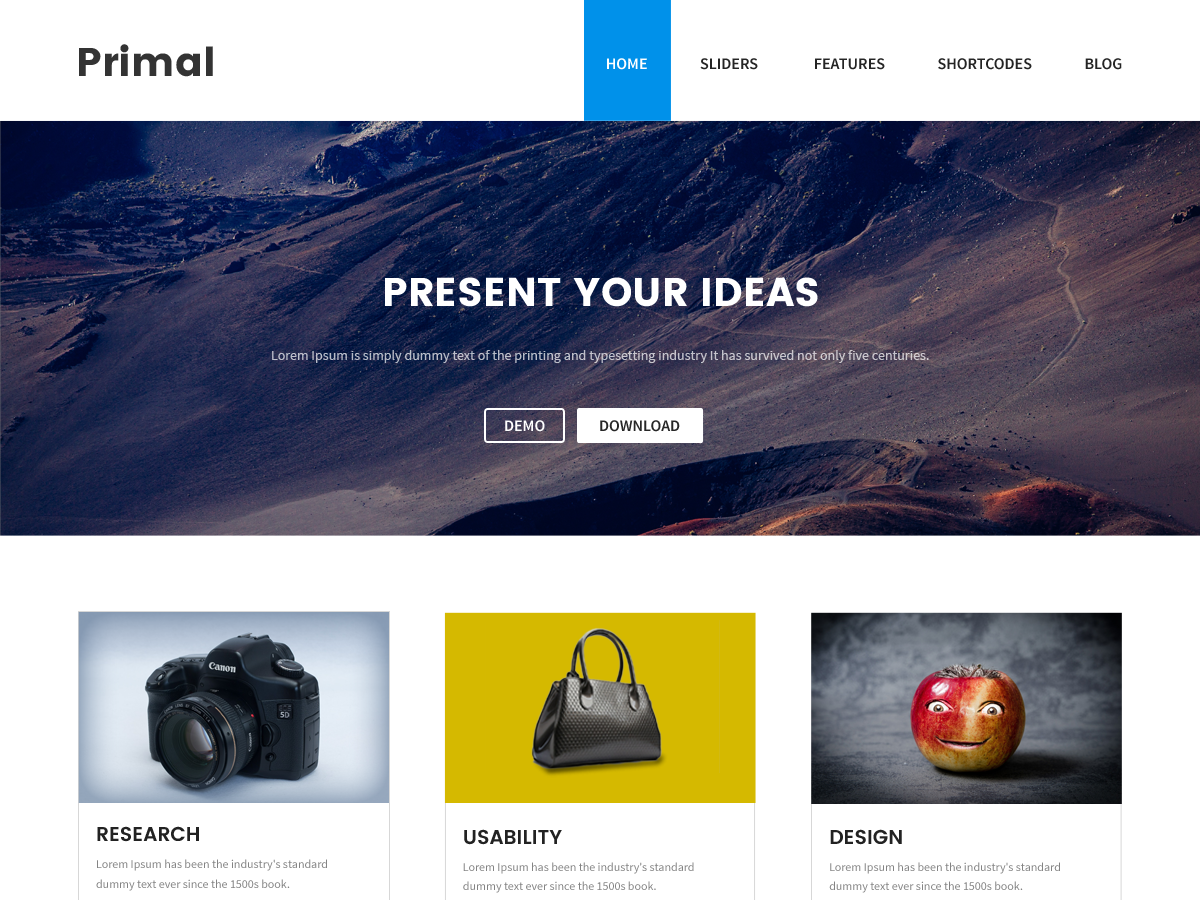 Primal
HOME
SLIDERS
FEATURES
SHORTCODES
BLOG
PRESENT YOUR IDEAS
Lorem Ipsum is simply dummy text of the printing and typesetting industry It has survived not only five centuries.
DEMO
DOWNLOAD
Canon
5D
RESEARCH
Lorem Ipsum has been the industry's standard
dummy text ever since the 1500s book.
USABILITY
Lorem Ipsum has been the industry's standard
dummy text ever since the 1500s book.
DESIGN
Lorem Ipsum has been the industry's standard
dummy text ever since the 1500s book.